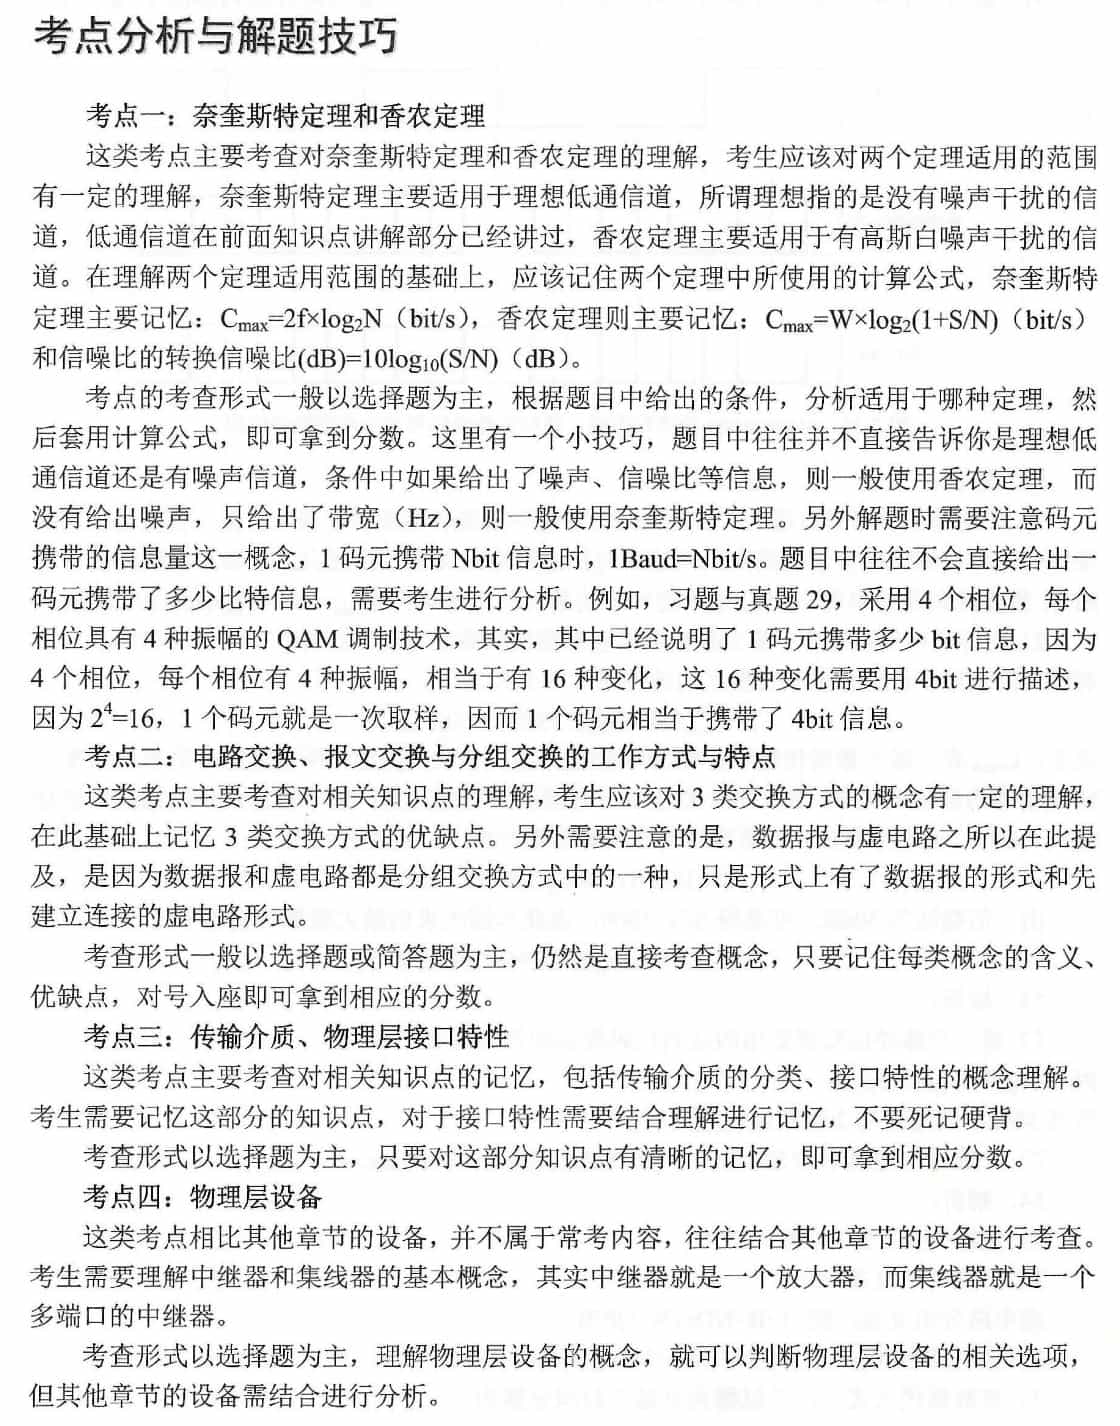 考点分析与解题技巧
考点一：奈奎斯特定理和香农定理
这类考点主要考查对奈奎斯特定理和香农定理的理解，考生应该对两个定理适用的范围
有一定的理解，奈奎斯特定理主要适用于理想低通信道，所谓理想指的是没有噪声干扰的信
道，低通信道在前面知识点讲解部分已经讲过，香农定理主要适用于有高斯白噪声干扰的信
道。在理解两个定理适用范围的基础上，应该记住两个定理中所使用的计算公式，奈奎斯特
定理主要记忆：Cmax=2f×log₂N（bit/s），香农定理则主要记忆：Cmax=W×log₂(1+S/N)（bit/s）
和信噪比的转换信噪比(dB)=10log₁₀(S/N)（dB）。
考点的考查形式一般以选择题为主，根据题目中给出的条件，分析适用于哪种定理，然
后套用计算公式，即可拿到分数。这里有一个小技巧，题目中往往并不直接告诉你是理想低
通信道还是有噪声信道，条件中如果给出了噪声、信噪比等信息，则一般使用香农定理，而
没有给出噪声，只给出了带宽（Hz），则一般使用奈奎斯特定理。另外解题时需要注意码元
携带的信息量这一概念，1 码元携带 Nbit 信息时，1Baud=Nbit/s。题目中往往不会直接给出一
码元携带了多少比特信息，需要考生进行分析。例如，习题与真题 29，采用 4 个相位，每个
相位具有 4 种振幅的 QAM 调制技术，其实，其中已经说明了 1 码元携带多少 bit 信息，因为
4 个相位，每个相位有 4 种振幅，相当于有 16 种变化，这 16 种变化需要用 4bit 进行描述，
因为 2⁴=16，1 个码元就是一次取样，因而 1 个码元相当于携带了 4bit 信息。
考点二：电路交换、报文交换与分组交换的工作方式与特点
这类考点主要考查对相关知识点的理解，考生应该对 3 类交换方式的概念有一定的理解，
在此基础上记忆 3 类交换方式的优缺点。另外需要注意的是，数据报与虚电路之所以在此提
及，是因为数据报和虚电路都是分组交换方式中的一种，只是形式上有了数据报的形式和先
建立连接的虚电路形式。
考查形式一般以选择题或简答题为主，仍然是直接考查概念，只要记住每类概念的含义、
优缺点，对号入座即可拿到相应的分数。
考点三：传输介质、物理层接口特性
这类考点主要考查对相关知识点的记忆，包括传输介质的分类、接口特性的概念理解。
考生需要记忆这部分的知识点，对于接口特性需要结合理解进行记忆，不要死记硬背。
考查形式以选择题为主，只要对这部分知识点有清晰的记忆，即可拿到相应分数。
考点四：物理层设备
这类考点相比其他章节的设备，并不属于常考内容，往往结合其他章节的设备进行考查。
考生需要理解中继器和集线器的基本概念，其实中继器就是一个放大器，而集线器就是一个
多端口的中继器。
考查形式以选择题为主，理解物理层设备的概念，就可以判断物理层设备的相关选项，
但其他章节的设备需结合进行分析。